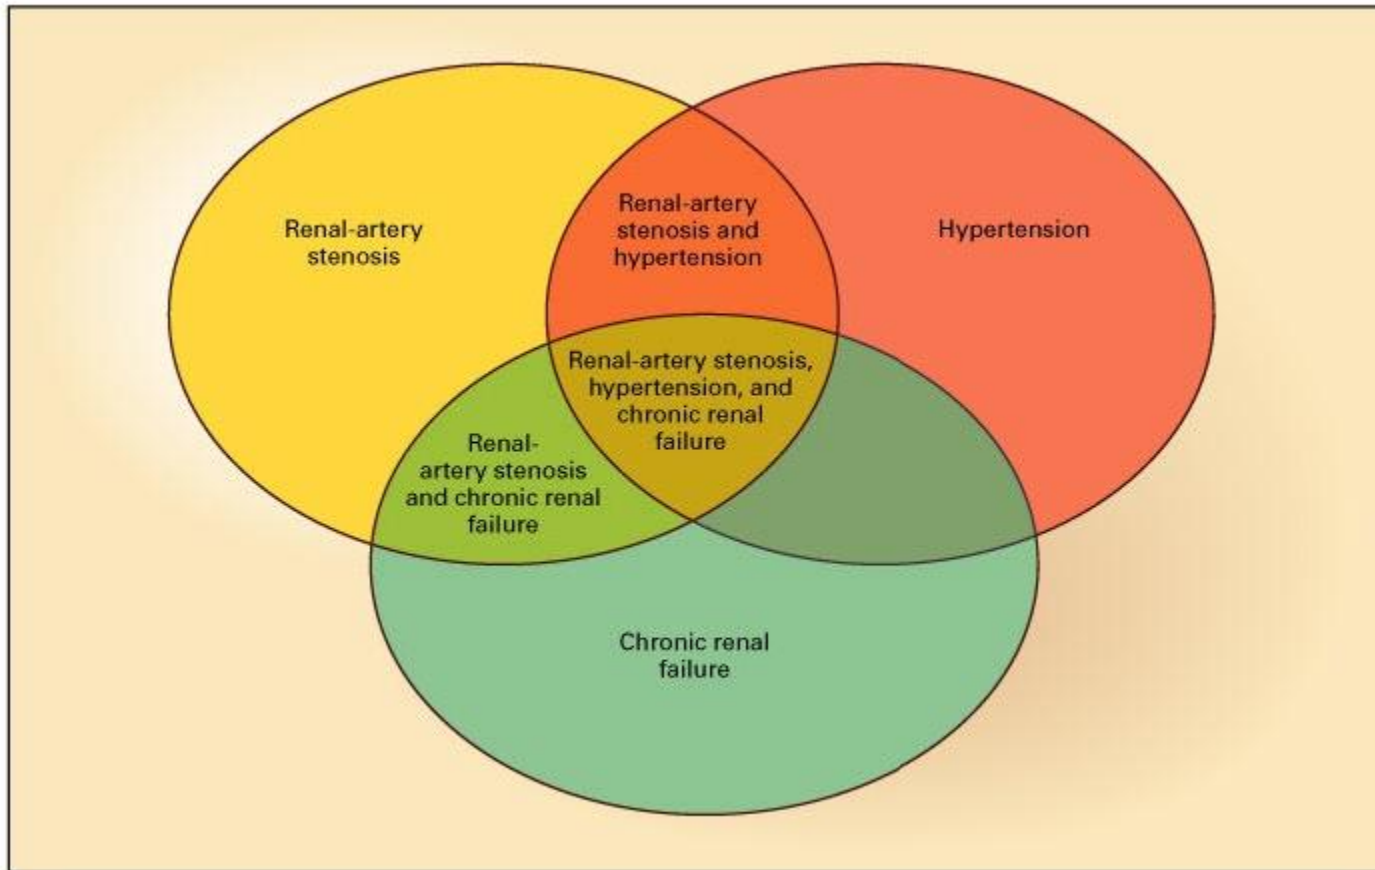 Renal-artery
stenosis
Renal-artery
stenosis and
hypertension
Hypertension
Renal-artery stenosis,
hypertension, and
chronic renal
failure
Renal-
artery stenosis
and chronic renal
failure
Chronic renal
failure